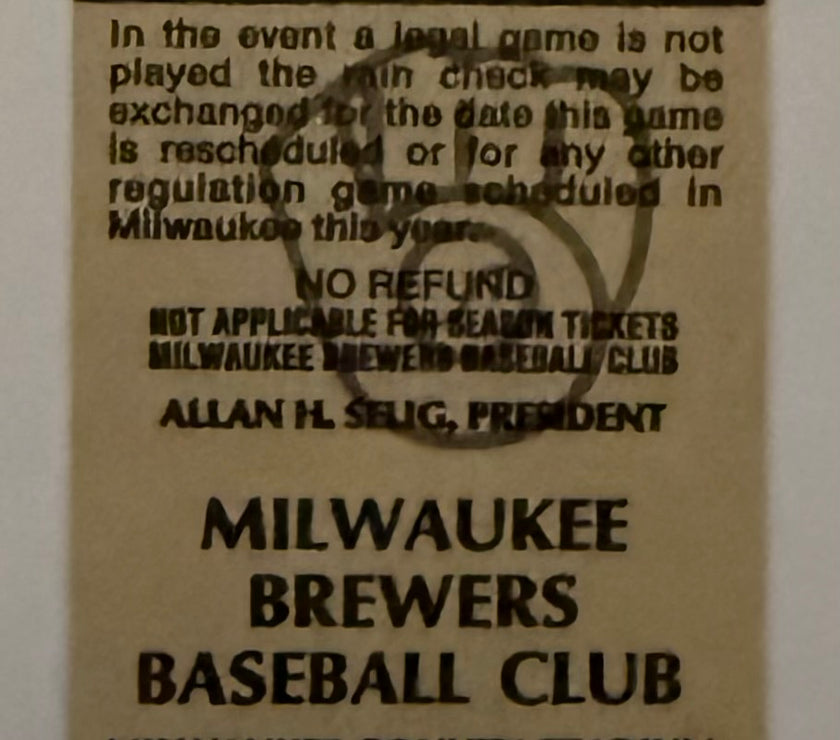 In the event a legal game is not
played the rain check may be
exchanged for the date this game
is rescheduled or for any other
regulation game scheduled in
Milwaukee this year.
NO REFUND
NOT APPLICABLE FOR SEASON TICKETS
MILWAUKEE BREWERS BASEBALL CLUB
ALLAN H. SELIG, PRESIDENT
MILWAUKEE
BREWERS
BASEBALL CLUB